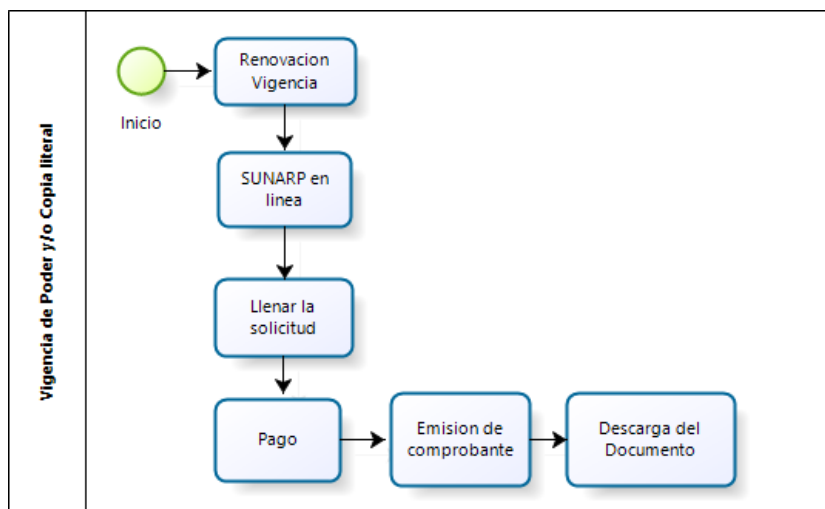 Vigencia de Poder y/o Copia literal
Inicio
Renovacion
Vigencia
SUNARP en
linea
Llenar la
solicitud
Pago
Emision de
comprobante
Descarga del
Documento